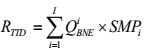 R_{TTD} = \sum_{i=1}^{I} Q_{BNE}^{i} \times SMP_{i}